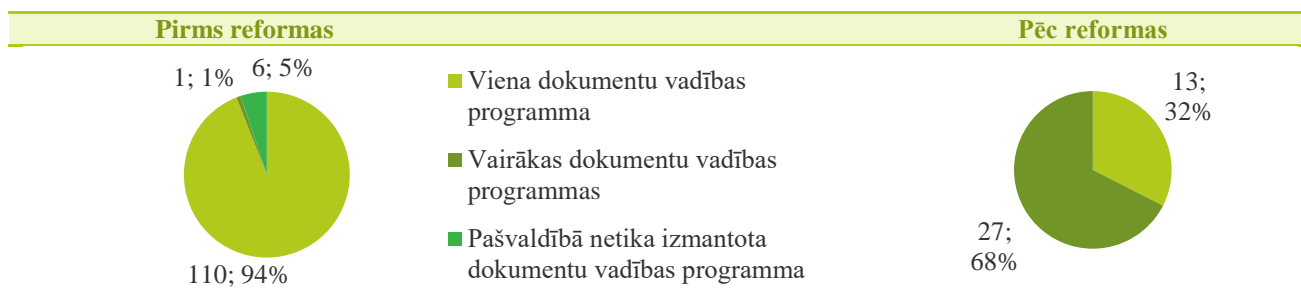 Pirms reformas
Pēc reformas
1; 1%
6; 5%
110; 94%
Viena dokumentu vadības
programma
Vairākas dokumentu vadības
programmas
Pašvaldībā netika izmantota
dokumentu vadības programma
13;
32%
27;
68%